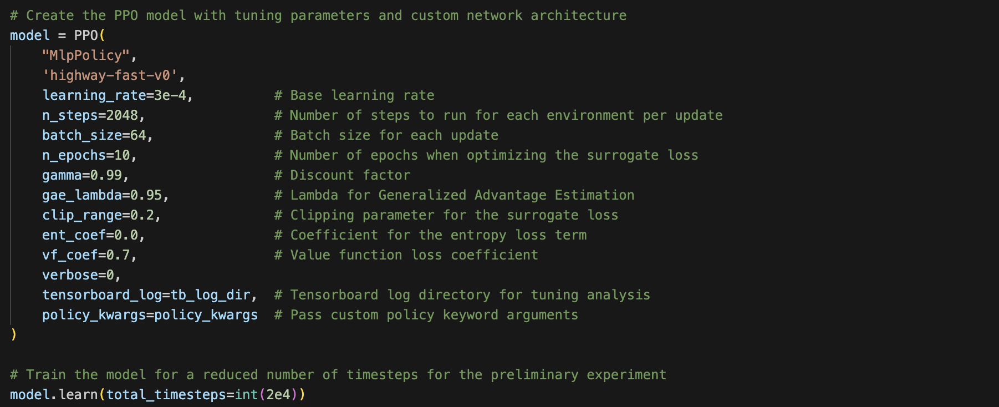 # Create the PPO model with tuning parameters and custom network architecture
model = PPO(
    "MlpPolicy",
    'highway-fast-v0',
    learning_rate=3e-4,          # Base learning rate
    n_steps=2048,                # Number of steps to run for each environment per update
    batch_size=64,               # Batch size for each update
    n_epochs=10,                 # Number of epochs when optimizing the surrogate loss
    gamma=0.99,                  # Discount factor
    gae_lambda=0.95,             # Lambda for Generalized Advantage Estimation
    clip_range=0.2,              # Clipping parameter for the surrogate loss
    ent_coef=0.0,                # Coefficient for the entropy loss term
    vf_coef=0.7,                 # Value function loss coefficient
    verbose=0,
    tensorboard_log=tb_log_dir,  # Tensorboard log directory for tuning analysis
    policy_kwargs=policy_kwargs  # Pass custom policy keyword arguments
)

# Train the model for a reduced number of timesteps for the preliminary experiment
model.learn(total_timesteps=int(2e4))